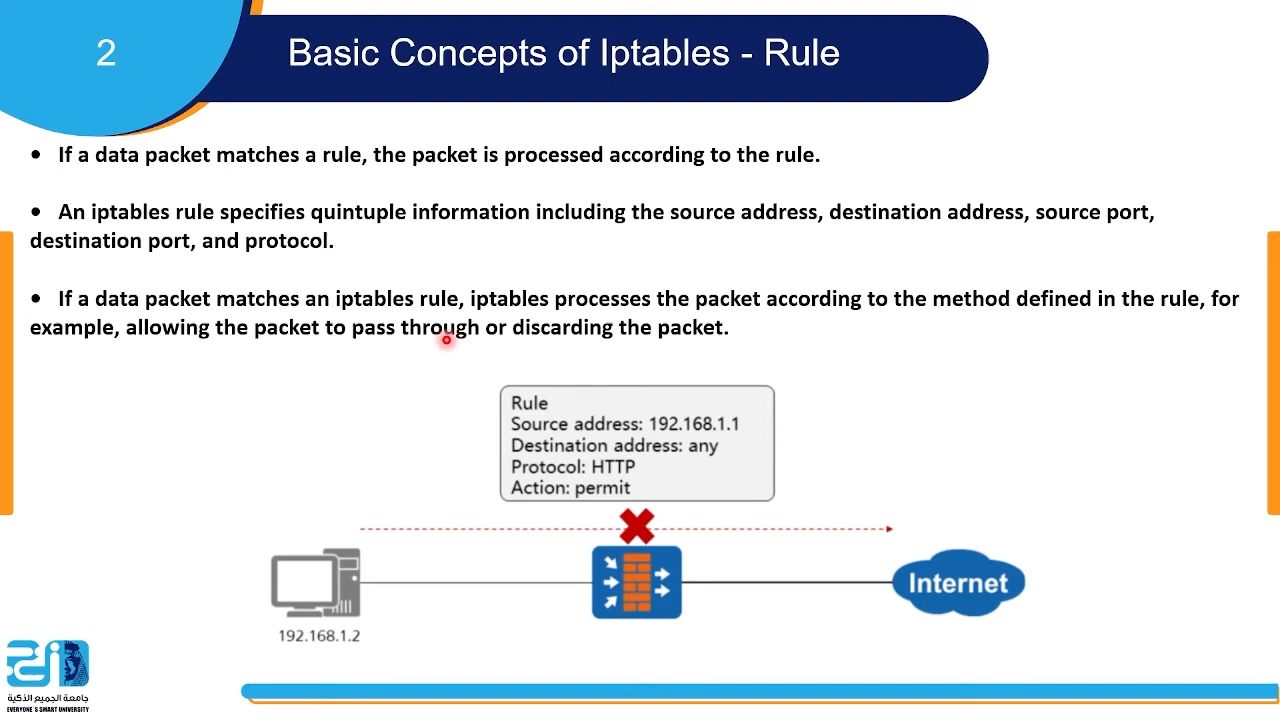 2
Basic Concepts of Iptables - Rule
• If a data packet matches a rule, the packet is processed according to the rule.
• An iptables rule specifies quintuple information including the source address, destination address, source port,
destination port, and protocol.
• If a data packet matches an iptables rule, iptables processes the packet according to the method defined in the rule, for
example, allowing the packet to pass through or discarding the packet.
Rule
Source address: 192.168.1.1
Destination address: any
Protocol: HTTP
Action: permit
Internet
192.168.1.2
جامعة الجميع الذكية
EVERYONE'S SMART UNIVERSITY